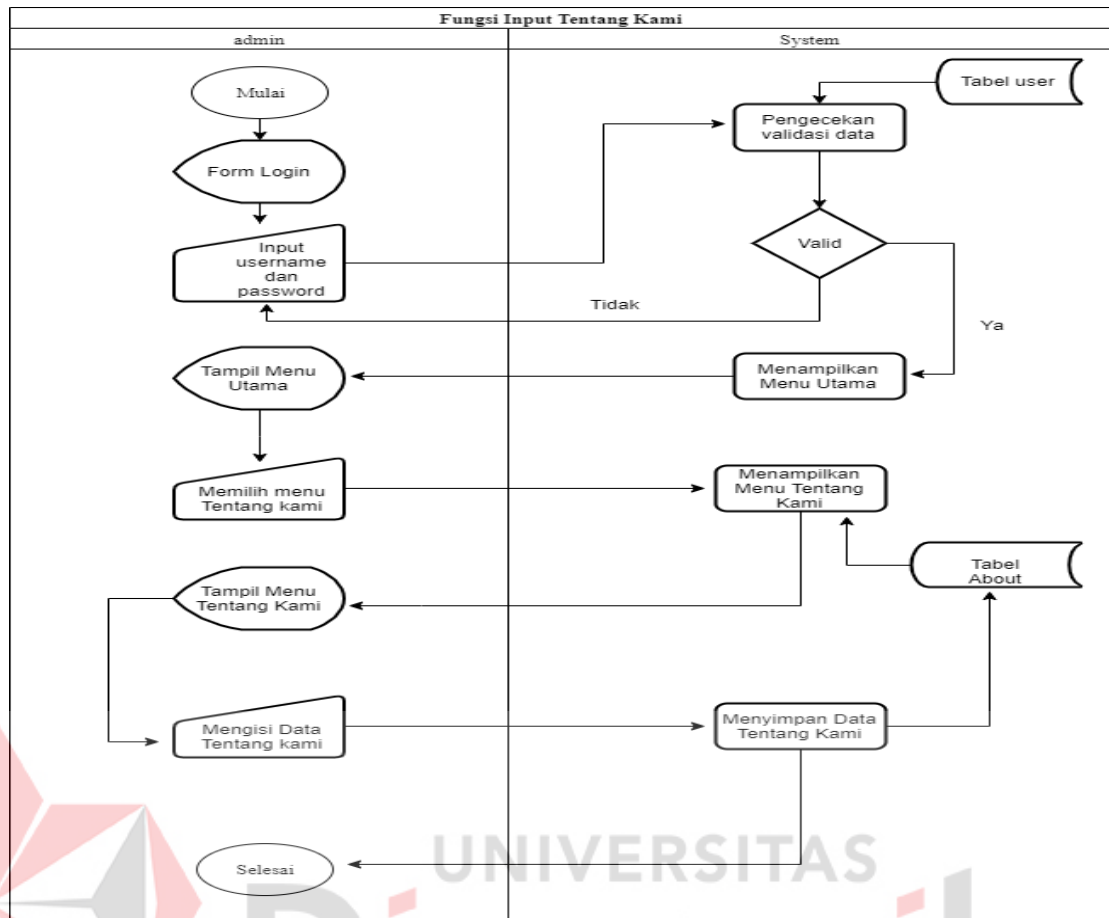 Fungsi Input Tentang Kami
admin
System
Mulai
Tabel user
Pengecekan
validasi data
Form Login
Input
username
dan
password
Valid
Tidak
Ya
Tampil Menu
Utama
Menampilkan
Menu Utama
Memilih menu
Tentang kami
Menampilkan
Menu Tentang
Kami
Tabel
About
Tampil Menu
Tentang Kami
Mengisi Data
Tentang kami
Menyimpan Data
Tentang Kami
UNIVERSITAS
Selesai